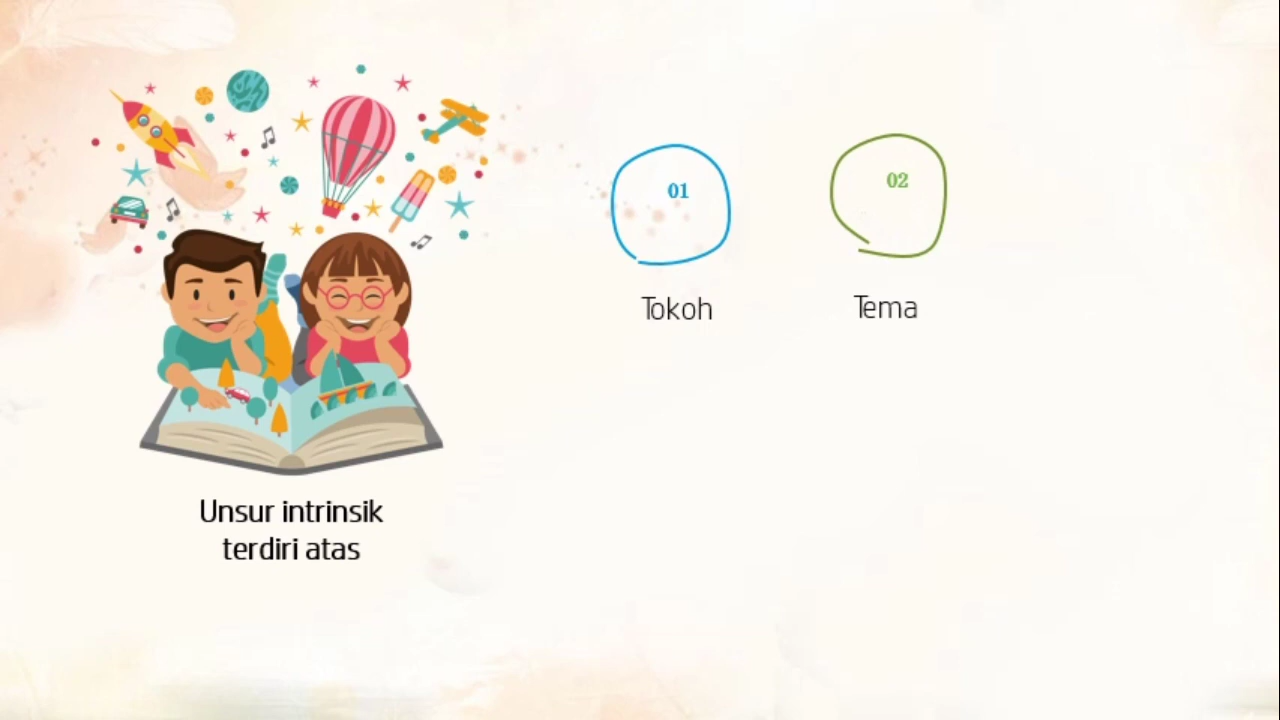 Unsur intrinsik
terdiri atas
01
Tokoh
02
Tema